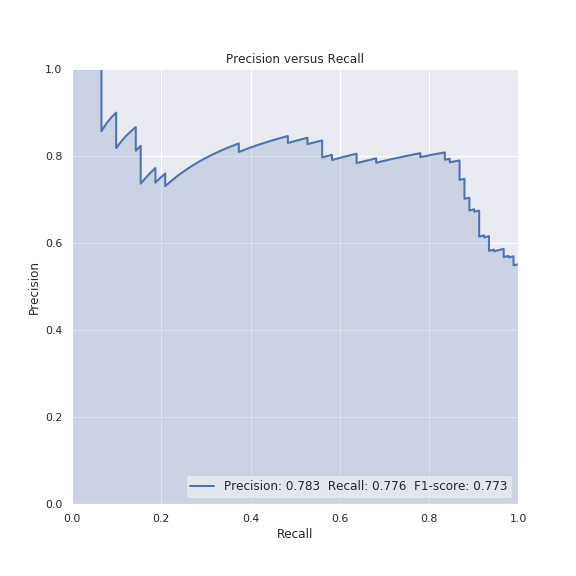 Precision versus Recall
1.0
0.8
0.6
0.4
0.2
0.0
Precision
Precision: 0.783  Recall: 0.776  F1-score: 0.773
0.0 0.2 0.4 0.6 0.8 1.0
Recall